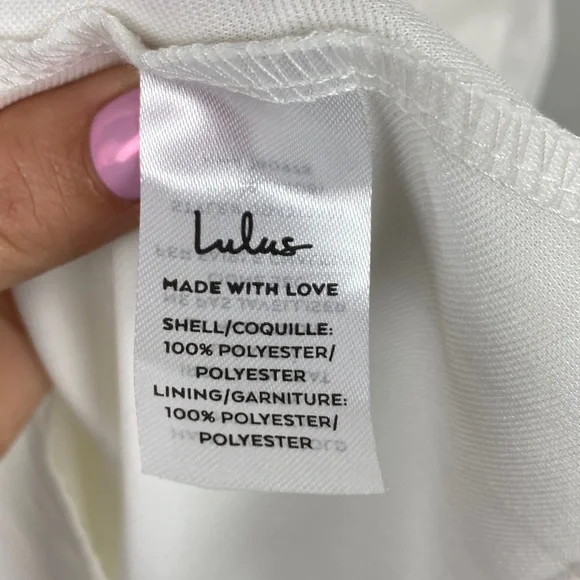 Lulus
MADE WITH LOVE
SHELL/COQUILLE:
100% POLYESTER/
POLYESTER
LINING/GARNITURE:
100% POLYESTER/
POLYESTER